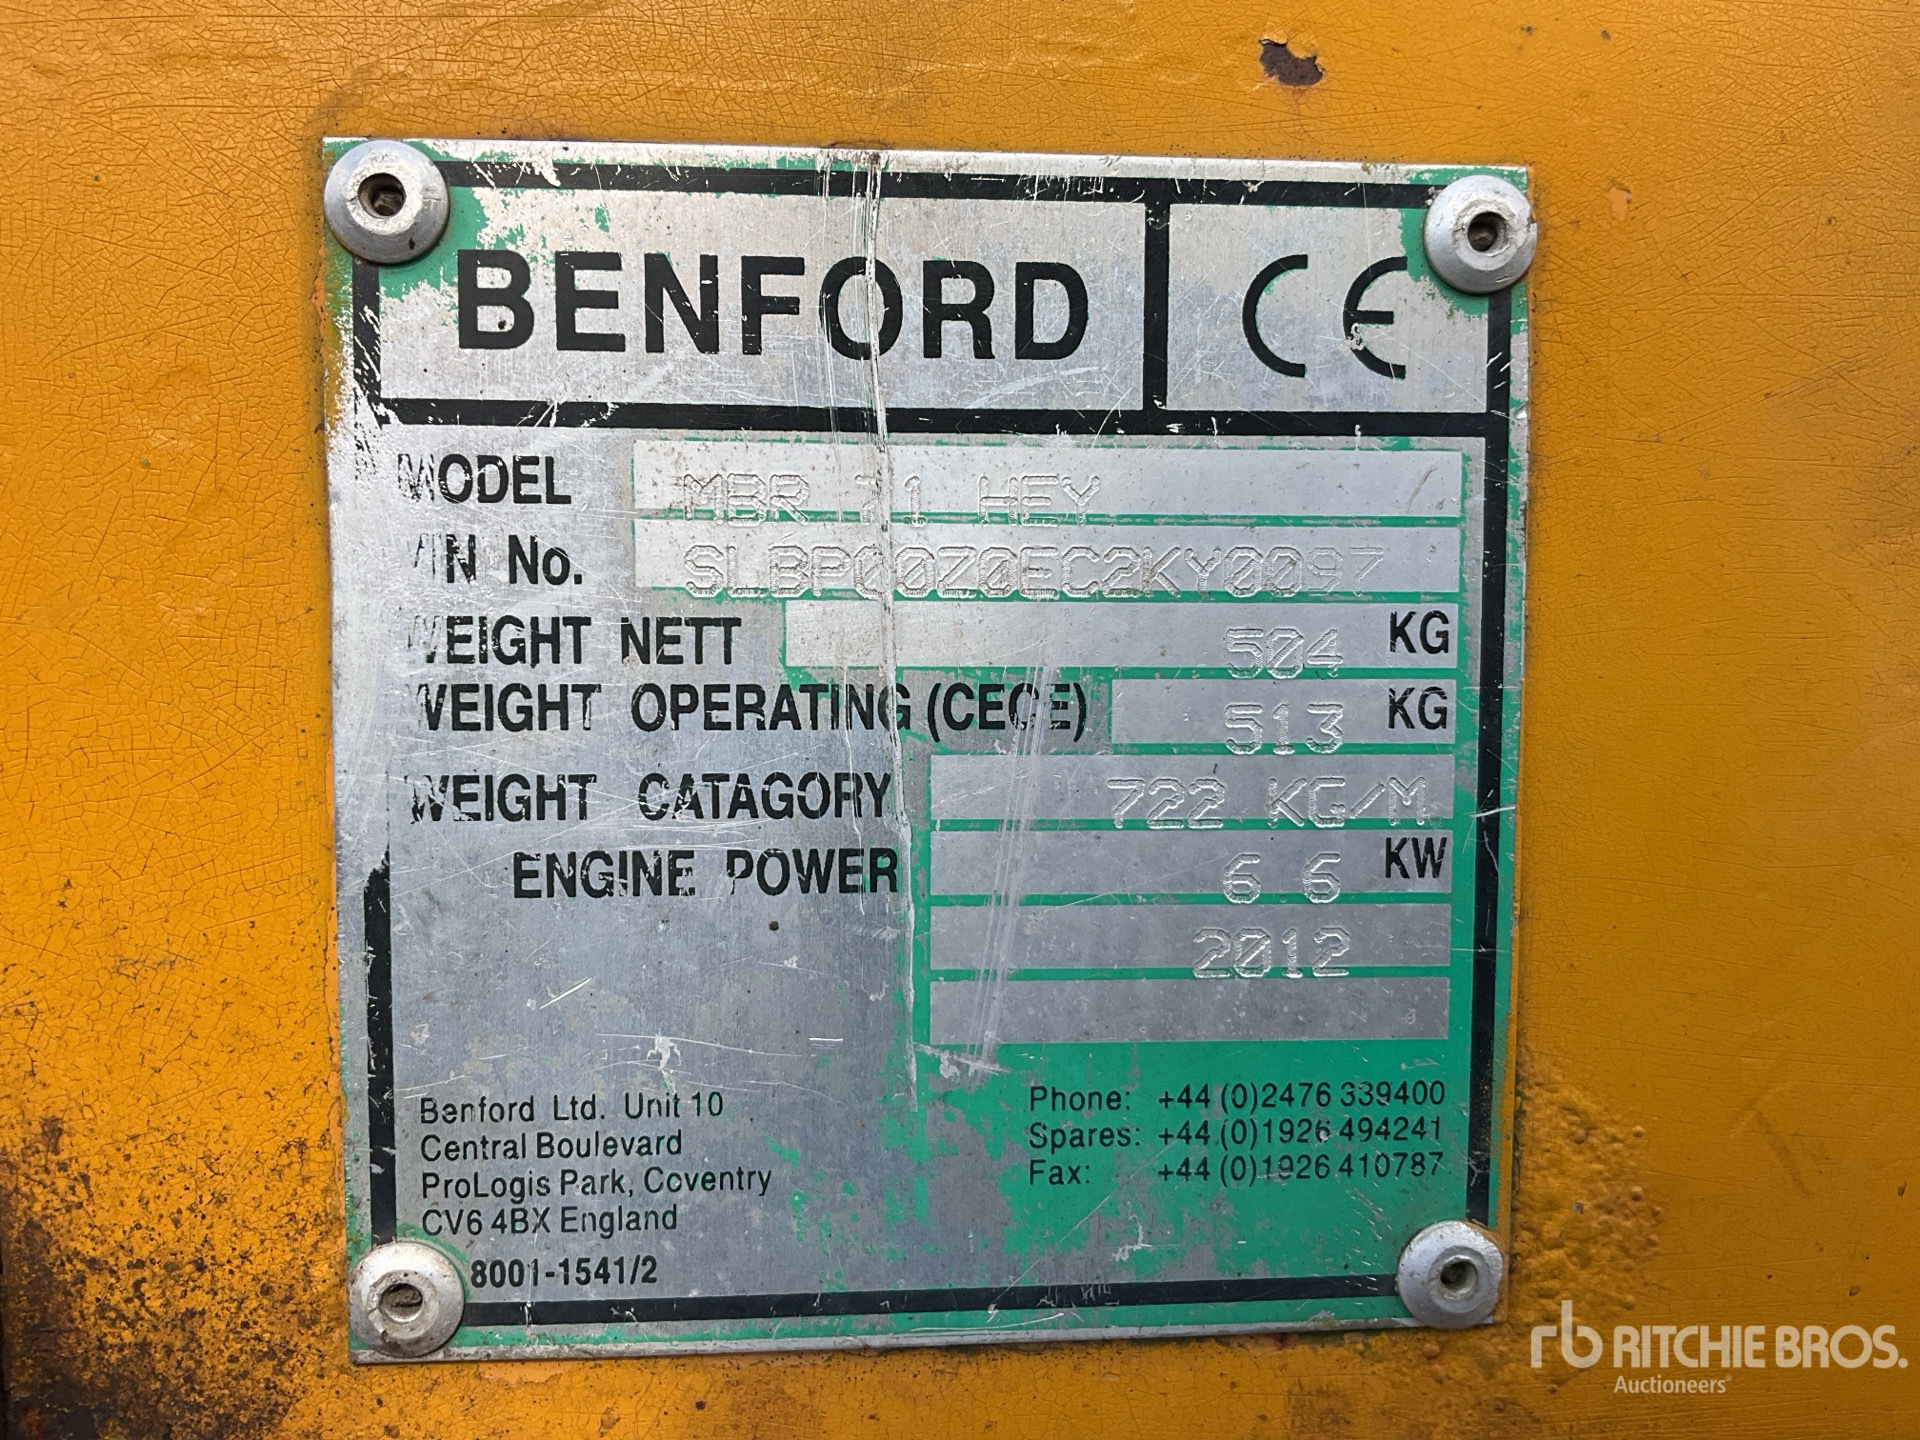 BENFORD CE
MODEL MBR 71 HEY
VIN No. SLBP00Z0EC2KY0097
WEIGHT NETT 504 KG
WEIGHT OPERATING (CECE) 513 KG
WEIGHT CATAGORY 722 KG/M
ENGINE POWER 6 6 KW
2012
Benford Ltd. Unit 10
Central Boulevard
ProLogis Park, Coventry
CV6 4BX England
8001-1541/2
Phone: +44 (0)2476 339400
Spares: +44 (0)1926 494241
Fax: +44 (0)1926 410787
rb RITCHIE BROS.
Auctioneers